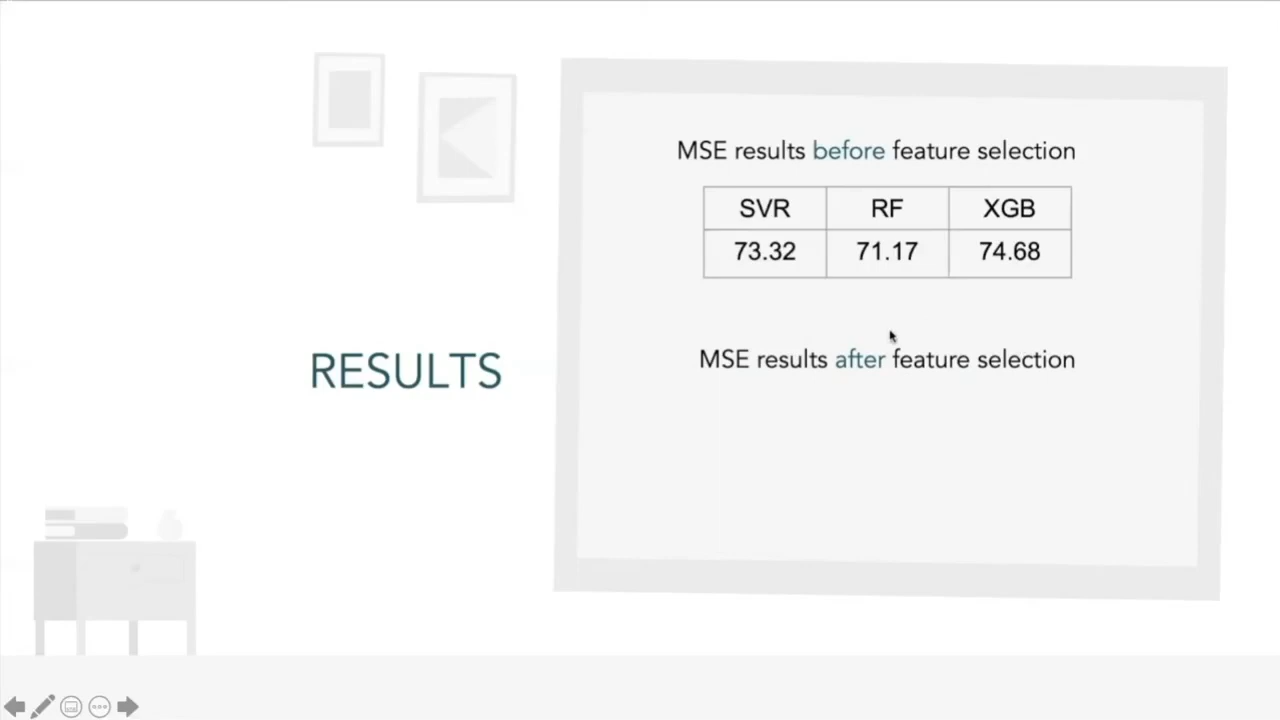 RESULTS
MSE results before feature selection
SVR RF XGB
73.32 71.17 74.68
MSE results after feature selection